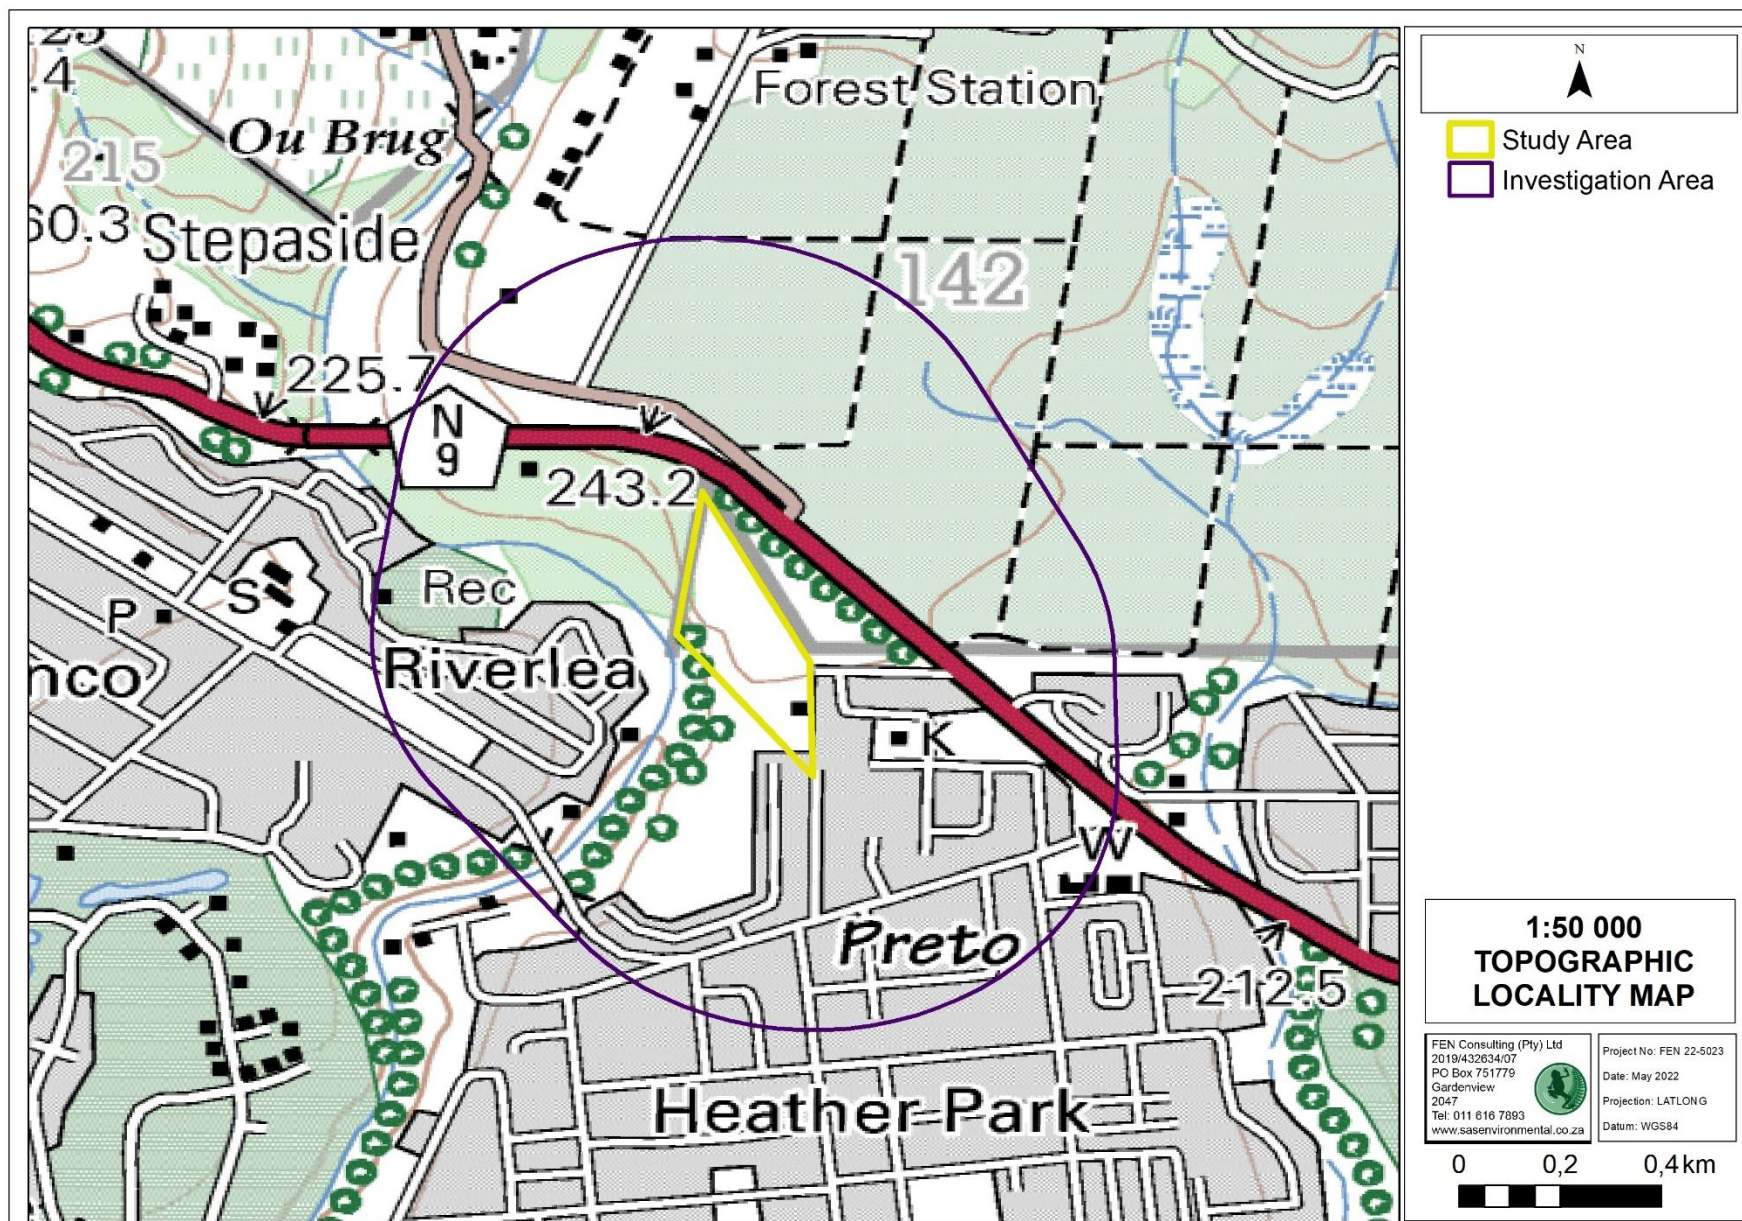 25
.4
Forest Station
Ou Brug
215
60.3
Stepaside
142
225.7
N
9
243.2
Rec
S
P
Riverlea
nco
K
W
Preto
212.5
Heather Park
N
Study Area
Investigation Area
1:50 000
TOPOGRAPHIC
LOCALITY MAP
FEN Consulting (Pty) Ltd
2019/432634/07
PO Box 751779
Gardenview
2047
Tel: 011 616 7893
www.sasenvironmental.co.za
Project No: FEN 22-5023
Date: May 2022
Projection: LATLONG
Datum: WGS84
0 0,2 0,4 km